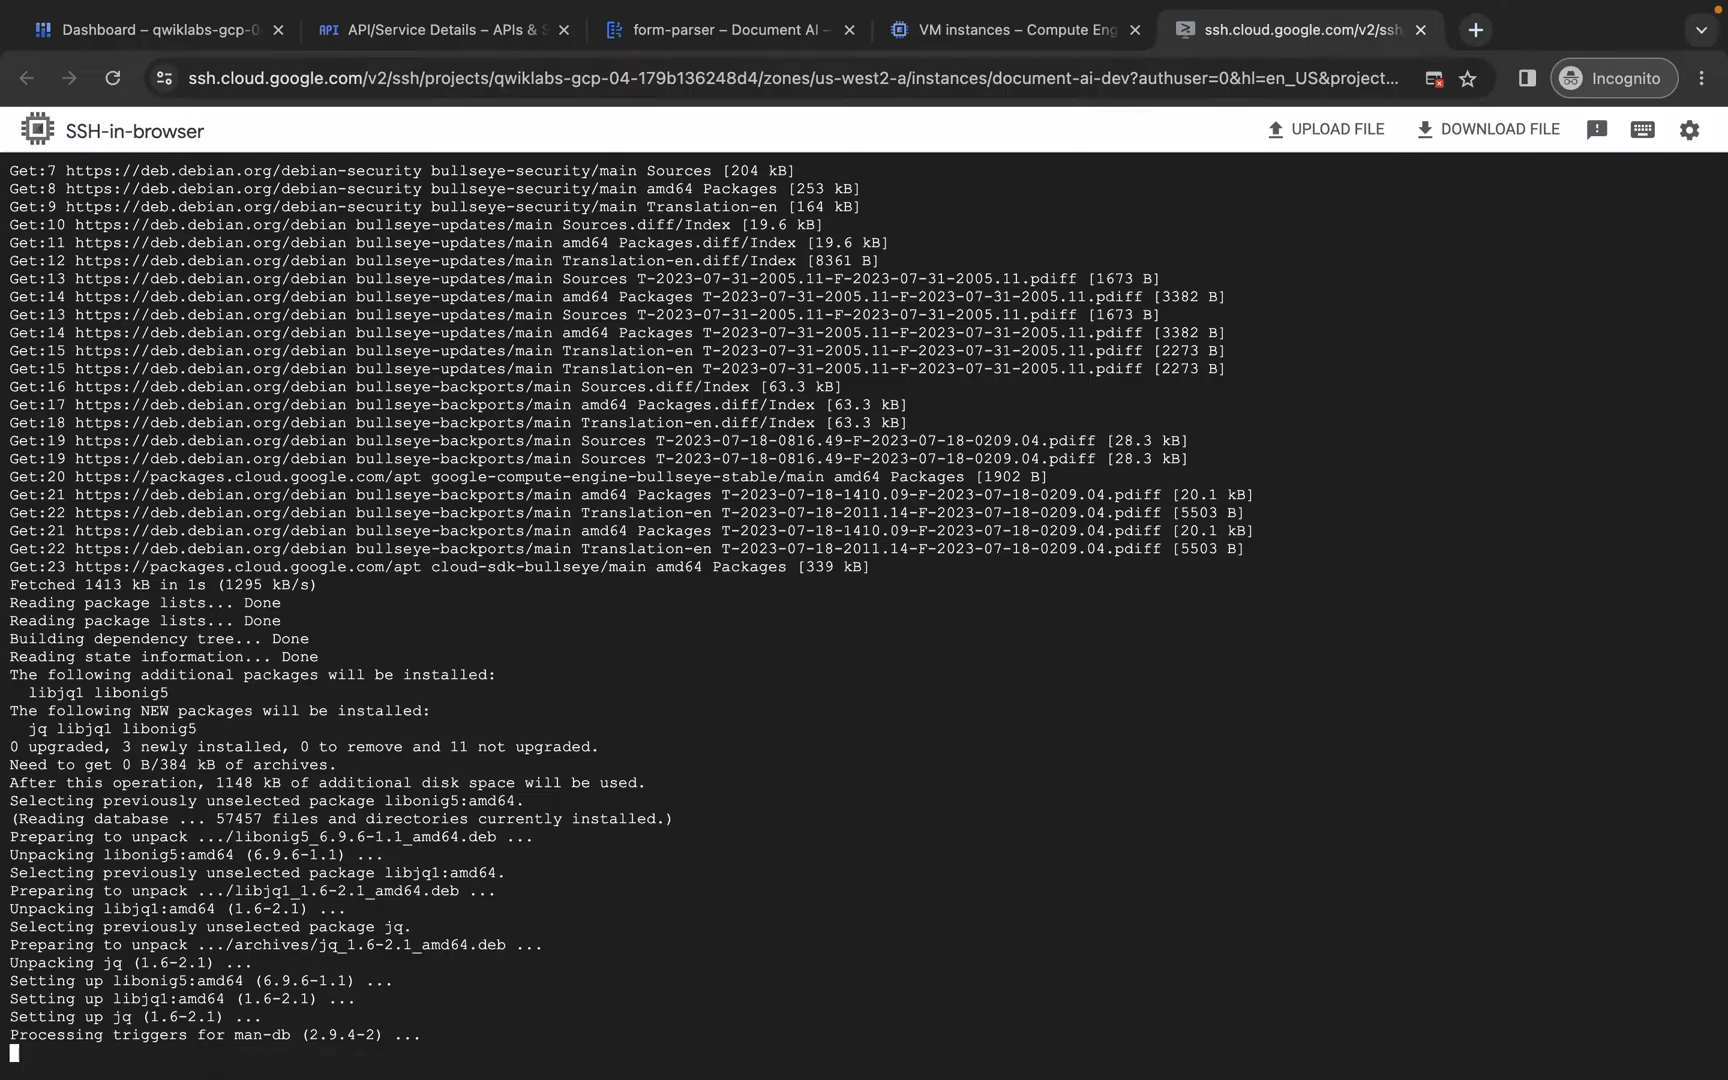 Dashboard – qwiklabs-gcp-0
API API/Service Details – APIs & S
form-parser – Document AI –
VM instances – Compute Eng
ssh.cloud.google.com/v2/ssh
ssh.cloud.google.com/v2/ssh/projects/qwiklabs-gcp-04-179b136248d4/zones/us-west2-a/instances/document-ai-dev?authuser=0&hl=en_US&project...
Incognito
SSH-in-browser
UPLOAD FILE
DOWNLOAD FILE
Get:7 https://deb.debian.org/debian-security bullseye-security/main Sources [204 kB]
Get:8 https://deb.debian.org/debian-security bullseye-security/main amd64 Packages [253 kB]
Get:9 https://deb.debian.org/debian-security bullseye-security/main Translation-en [164 kB]
Get:10 https://deb.debian.org/debian bullseye-updates/main Sources.diff/Index [19.6 kB]
Get:11 https://deb.debian.org/debian bullseye-updates/main amd64 Packages.diff/Index [19.6 kB]
Get:12 https://deb.debian.org/debian bullseye-updates/main Translation-en.diff/Index [8361 B]
Get:13 https://deb.debian.org/debian bullseye-updates/main Sources T-2023-07-31-2005.11-F-2023-07-31-2005.11.pdiff [1673 B]
Get:14 https://deb.debian.org/debian bullseye-updates/main amd64 Packages T-2023-07-31-2005.11-F-2023-07-31-2005.11.pdiff [3382 B]
Get:13 https://deb.debian.org/debian bullseye-updates/main Sources T-2023-07-31-2005.11-F-2023-07-31-2005.11.pdiff [1673 B]
Get:14 https://deb.debian.org/debian bullseye-updates/main amd64 Packages T-2023-07-31-2005.11-F-2023-07-31-2005.11.pdiff [3382 B]
Get:15 https://deb.debian.org/debian bullseye-updates/main Translation-en T-2023-07-31-2005.11-F-2023-07-31-2005.11.pdiff [2273 B]
Get:15 https://deb.debian.org/debian bullseye-updates/main Translation-en T-2023-07-31-2005.11-F-2023-07-31-2005.11.pdiff [2273 B]
Get:16 https://deb.debian.org/debian bullseye-backports/main Sources.diff/Index [63.3 kB]
Get:17 https://deb.debian.org/debian bullseye-backports/main amd64 Packages.diff/Index [63.3 kB]
Get:18 https://deb.debian.org/debian bullseye-backports/main Translation-en.diff/Index [63.3 kB]
Get:19 https://deb.debian.org/debian bullseye-backports/main Sources T-2023-07-18-0816.49-F-2023-07-18-0209.04.pdiff [28.3 kB]
Get:19 https://deb.debian.org/debian bullseye-backports/main Sources T-2023-07-18-0816.49-F-2023-07-18-0209.04.pdiff [28.3 kB]
Get:20 https://packages.cloud.google.com/apt google-compute-engine-bullseye-stable/main amd64 Packages [1902 B]
Get:21 https://deb.debian.org/debian bullseye-backports/main amd64 Packages T-2023-07-18-1410.09-F-2023-07-18-0209.04.pdiff [20.1 kB]
Get:22 https://deb.debian.org/debian bullseye-backports/main Translation-en T-2023-07-18-2011.14-F-2023-07-18-0209.04.pdiff [5503 B]
Get:21 https://deb.debian.org/debian bullseye-backports/main amd64 Packages T-2023-07-18-1410.09-F-2023-07-18-0209.04.pdiff [20.1 kB]
Get:22 https://deb.debian.org/debian bullseye-backports/main Translation-en T-2023-07-18-2011.14-F-2023-07-18-0209.04.pdiff [5503 B]
Get:23 https://packages.cloud.google.com/apt cloud-sdk-bullseye/main amd64 Packages [339 kB]
Fetched 1413 kB in 1s (1295 kB/s)
Reading package lists... Done
Reading package lists... Done
Building dependency tree... Done
Reading state information... Done
The following additional packages will be installed:
  libjq1 libonig5
The following NEW packages will be installed:
  jq libjq1 libonig5
0 upgraded, 3 newly installed, 0 to remove and 11 not upgraded.
Need to get 0 B/384 kB of archives.
After this operation, 1148 kB of additional disk space will be used.
Selecting previously unselected package libonig5:amd64.
(Reading database ... 57457 files and directories currently installed.)
Preparing to unpack .../libonig5_6.9.6-1.1_amd64.deb ...
Unpacking libonig5:amd64 (6.9.6-1.1) ...
Selecting previously unselected package libjq1:amd64.
Preparing to unpack .../libjq1_1.6-2.1_amd64.deb ...
Unpacking libjq1:amd64 (1.6-2.1) ...
Selecting previously unselected package jq.
Preparing to unpack .../archives/jq_1.6-2.1_amd64.deb ...
Unpacking jq (1.6-2.1) ...
Setting up libonig5:amd64 (6.9.6-1.1) ...
Setting up libjq1:amd64 (1.6-2.1) ...
Setting up jq (1.6-2.1) ...
Processing triggers for man-db (2.9.4-2) ...